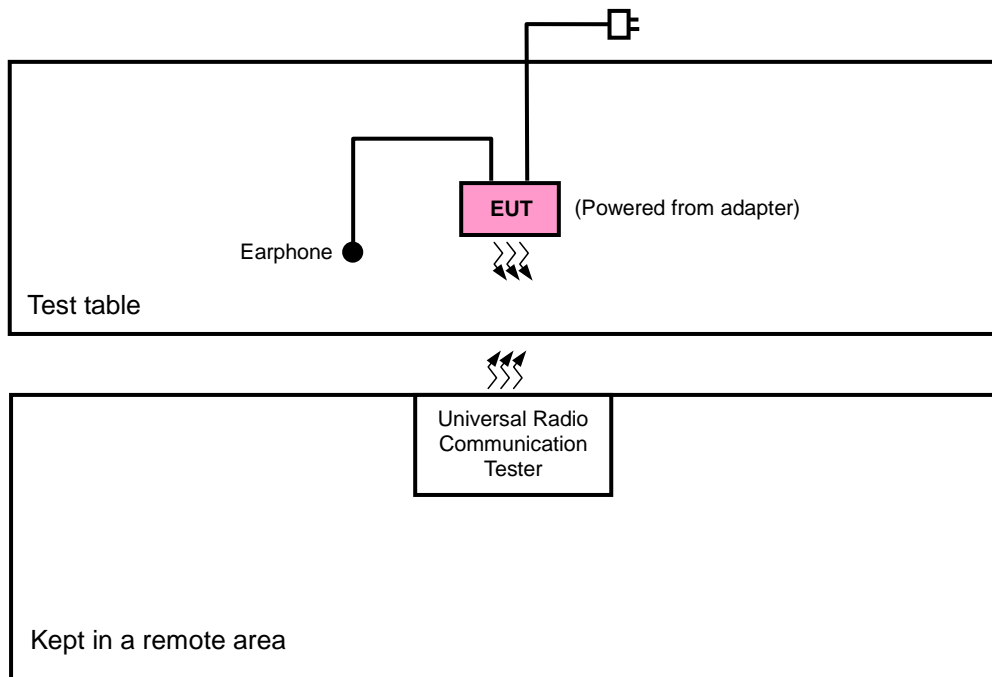 EUT
(Powered from adapter)
Earphone
Test table
Universal Radio
Communication
Tester
Kept in a remote area